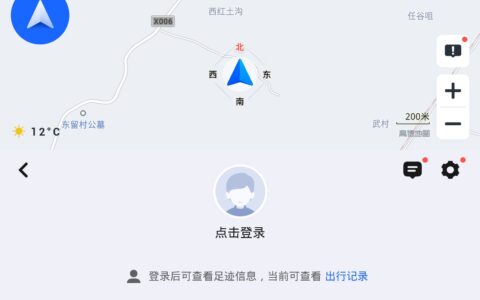 西红土沟
任谷咀
X006
北
西
东
南
200米
武村
高德地图
东留村公墓
12°C
点击登录
登录后可查看足迹信息，当前可查看 出行记录